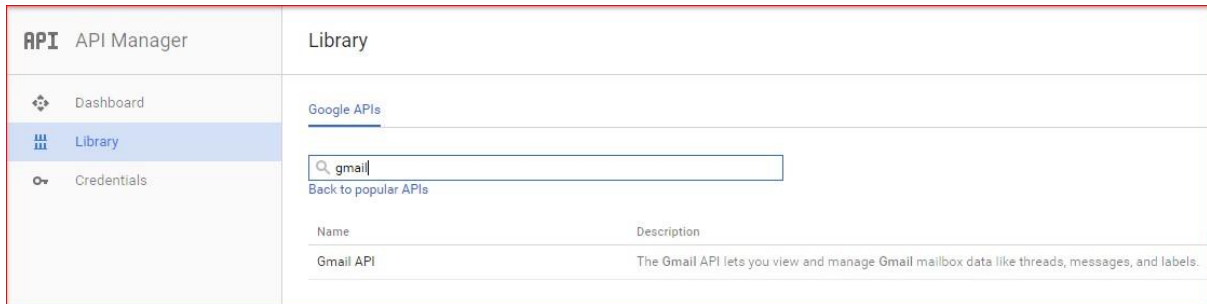 API API Manager
Library
Dashboard
Library
Credentials
Google APIs
gmail
Back to popular APIs
Name Description
Gmail API The Gmail API lets you view and manage Gmail mailbox data like threads, messages, and labels.